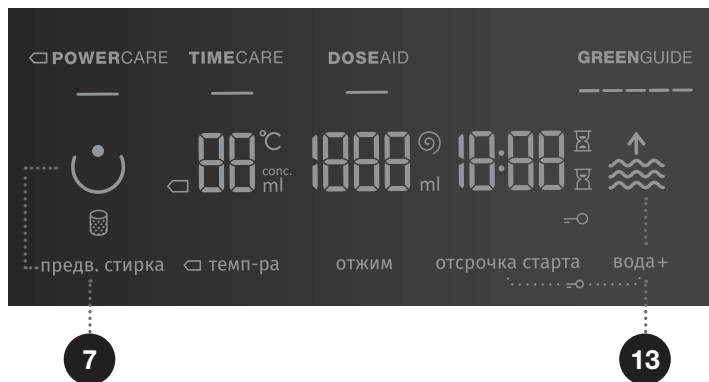 POWERCARE TIMECARE DOSEAID GREENGUIDE
88 °C conc. ml 1888 ml 18:88
предв. стирка темп-ра отжим отсрочка старта вода+
7 13